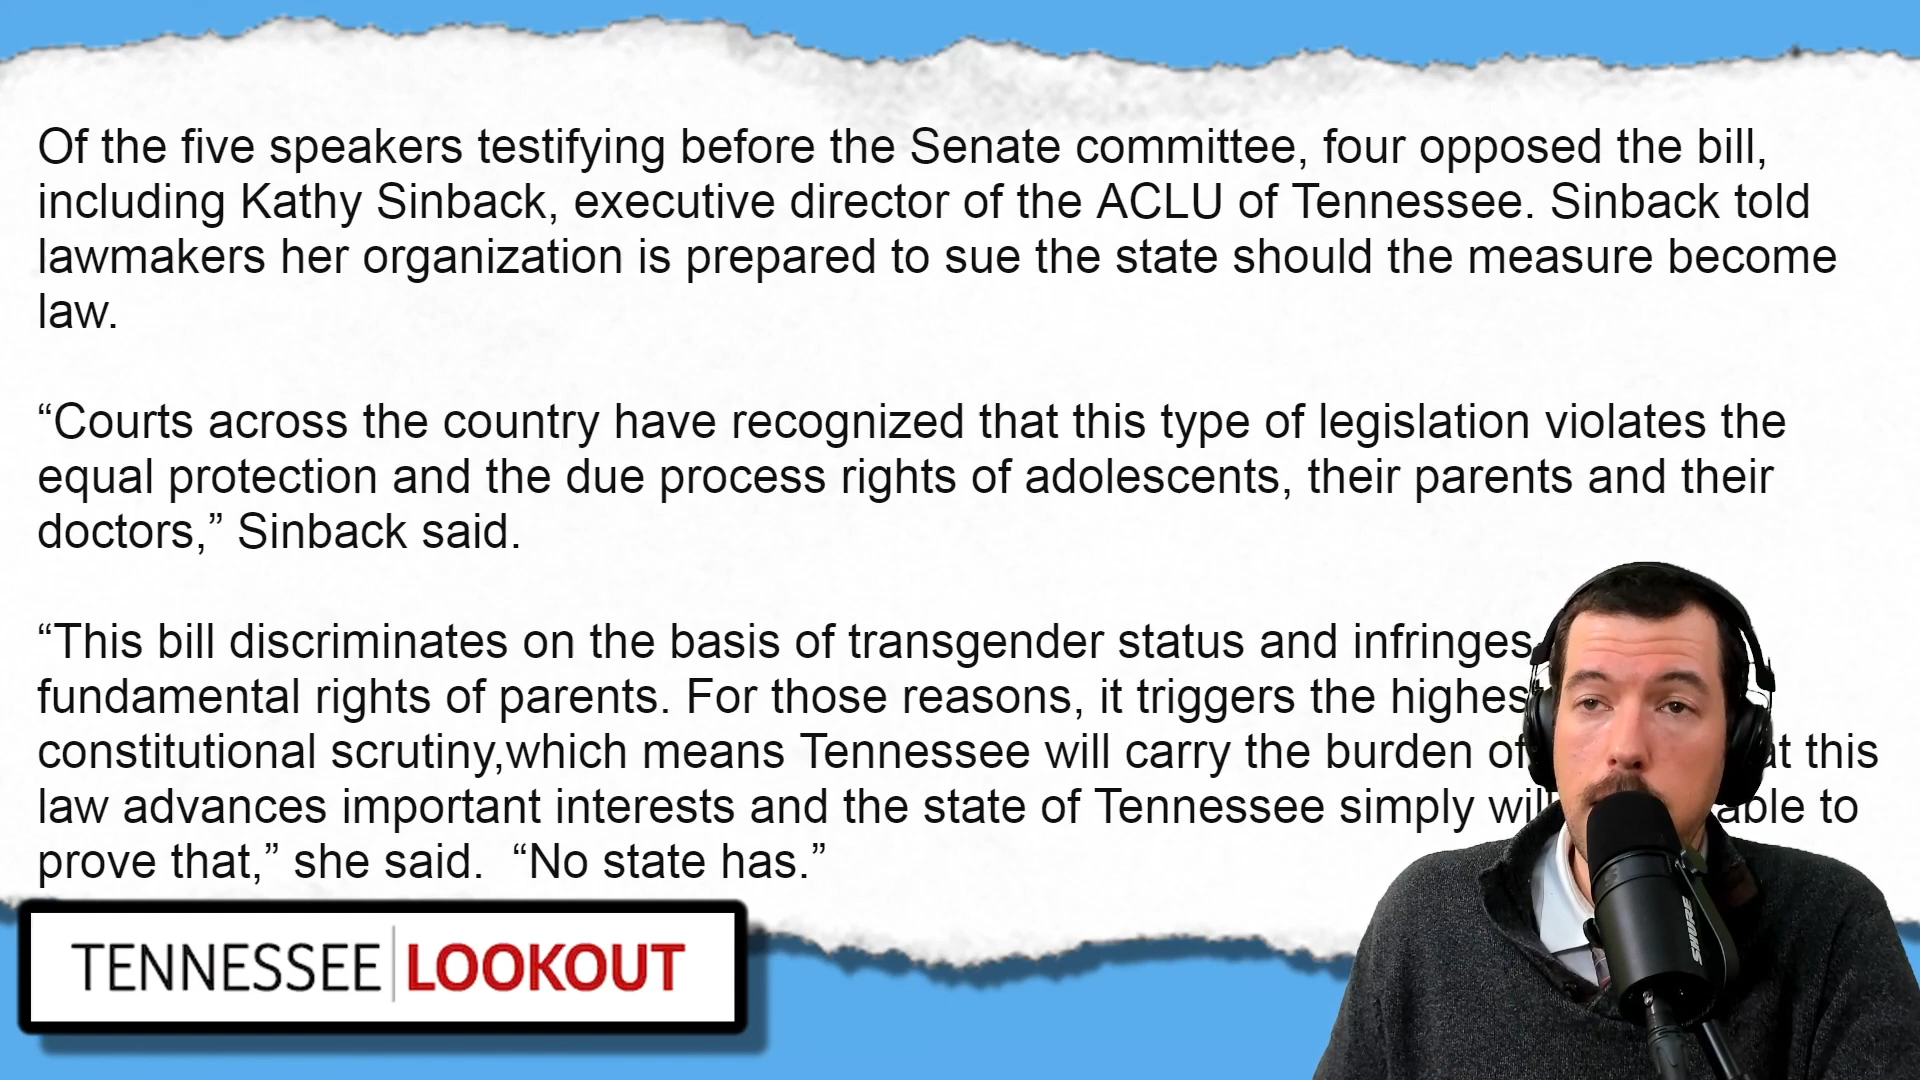 Of the five speakers testifying before the Senate committee, four opposed the bill,
including Kathy Sinback, executive director of the ACLU of Tennessee. Sinback told
lawmakers her organization is prepared to sue the state should the measure become
law.
“Courts across the country have recognized that this type of legislation violates the
equal protection and the due process rights of adolescents, their parents and their
doctors,” Sinback said.
“This bill discriminates on the basis of transgender status and infringes
fundamental rights of parents. For those reasons, it triggers the
constitutional scrutiny,which means Tennessee will carry the burden of this
law advances important interests and the state of Tennessee simply able to
prove that,” she said. “No state has.”
TENNESSEE LOOKOUT
SHURE